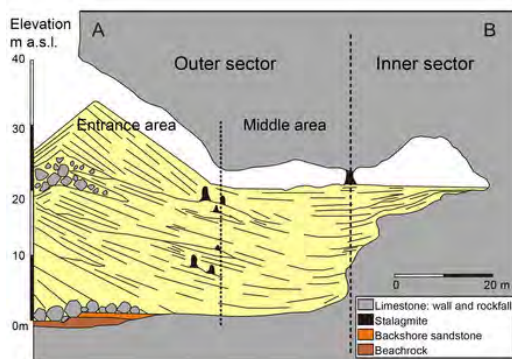 Elevation
m a.s.l.
A
B
40
Outer sector
Inner sector
30
Entrance area
Middle area
20
10
0m
0
20 m
Limestone: wall and rockfall
Stalagmite
Backshore sandstone
Beachrock